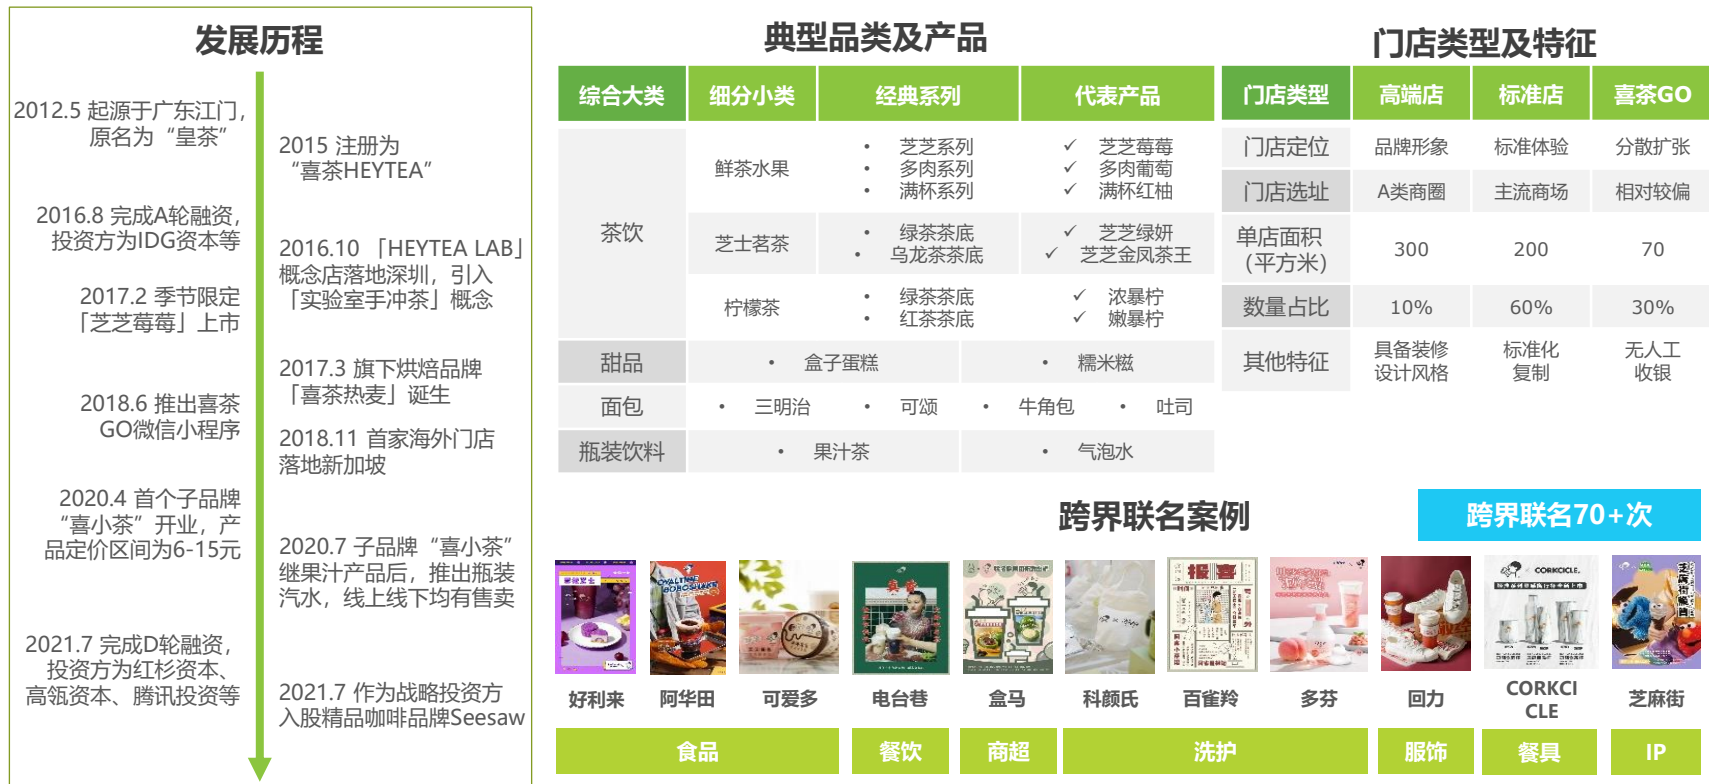 发展历程
2012.5 起源于广东江门，
原名为“皇茶”
2015 注册为
“喜茶HEYTEA”
2016.8 完成A轮融资，
投资方为IDG资本等
2016.10 「HEYTEA LAB」
概念店落地深圳，引入
「实验室手冲茶」概念
2017.2 季节限定
「芝芝莓莓」上市
2017.3 旗下烘焙品牌
「喜茶热麦」诞生
2018.6 推出喜茶
GO微信小程序
2018.11 首家海外门店
落地新加坡
2020.4 首个子品牌
“喜小茶”开业，产
品定价区间为6-15元
2020.7 子品牌“喜小茶”
继果汁产品后，推出瓶装
汽水，线上线下均有售卖
2021.7 完成D轮融资，
投资方为红杉资本、
高瓴资本、腾讯投资等
2021.7 作为战略投资方
入股精品咖啡品牌Seesaw
典型品类及产品
综合大类 细分小类 经典系列 代表产品
茶饮
鲜茶水果
• 芝芝系列 ✓ 芝芝莓莓
• 多肉系列 ✓ 多肉葡萄
• 满杯系列 ✓ 满杯红柚
芝士茗茶
• 绿茶茶底 ✓ 芝芝绿妍
• 乌龙茶茶底 ✓ 芝芝金凤茶王
柠檬茶
• 绿茶茶底 ✓ 浓暴柠
• 红茶茶底 ✓ 嫩暴柠
甜品 • 盒子蛋糕 • 糯米糍
面包 • 三明治 • 可颂 • 牛角包 • 吐司
瓶装饮料 • 果汁茶 • 气泡水
门店类型及特征
门店类型 高端店 标准店 喜茶GO
门店定位 品牌形象 标准体验 分散扩张
门店选址 A类商圈 主流商场 相对较偏
单店面积
（平方米） 300 200 70
数量占比 10% 60% 30%
其他特征
具备装修 标准化 无人工
设计风格 复制 收银
跨界联名案例
跨界联名70+次
OVALTINE
BOBOSHAKE
报喜
CORKCICLE.
芝麻街
好利来 阿华田 可爱多 电台巷 盒马 科颜氏 百雀羚 多芬 回力 CORKCI
CLE 芝麻街
食品 餐饮 商超 洗护 服饰 餐具 IP